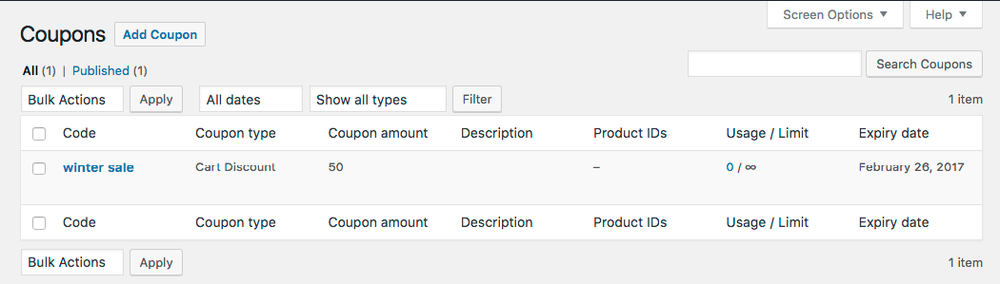 Screen Options ▼ Help ▼
Coupons Add Coupon
All (1) | Published (1)
Search Coupons
Bulk Actions Apply All dates Show all types Filter 1 item
Code Coupon type Coupon amount Description Product IDs Usage / Limit Expiry date
winter sale Cart Discount 50 – 0 / ∞ February 26, 2017
Code Coupon type Coupon amount Description Product IDs Usage / Limit Expiry date
Bulk Actions Apply 1 item